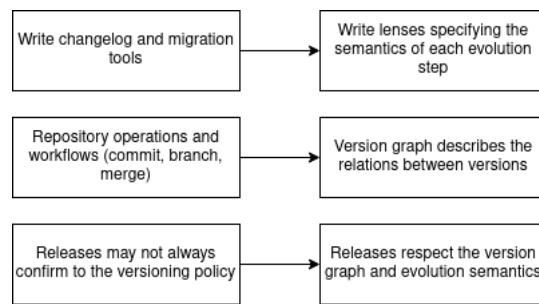 Write changelog and migration
tools
Write lenses specifying the
semantics of each evolution
step
Repository operations and
workflows (commit, branch,
merge)
Version graph describes the
relations between versions
Releases may not always
confirm to the versioning policy
Releases respect the version
graph and evolution semantics